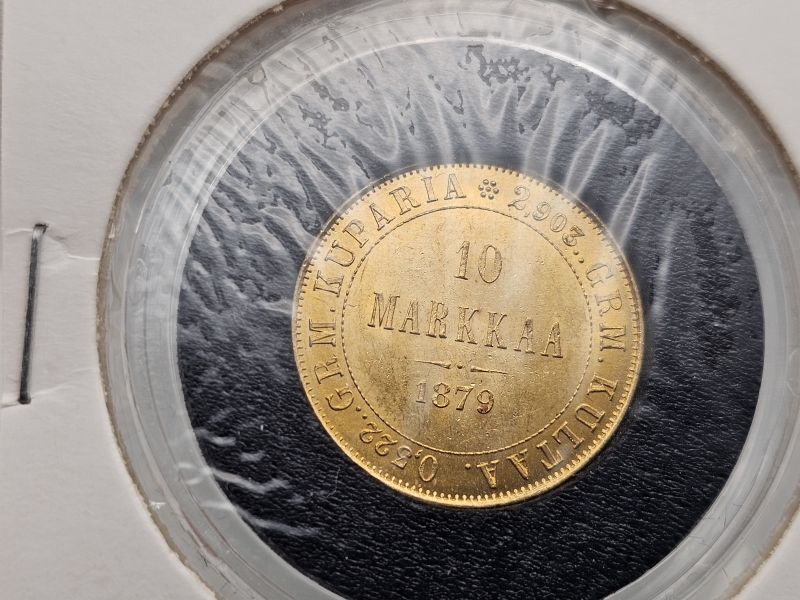 10
MARKKAA
1879
2,903.. GRM. KULTAA. 0,322.. GRM. KUPARIA